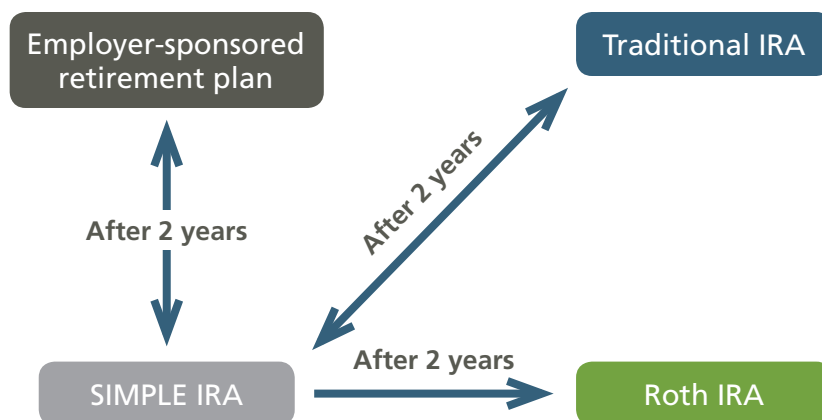 Employer-sponsored
retirement plan
Traditional IRA
After 2 years
After 2 years
After 2 years
SIMPLE IRA
Roth IRA